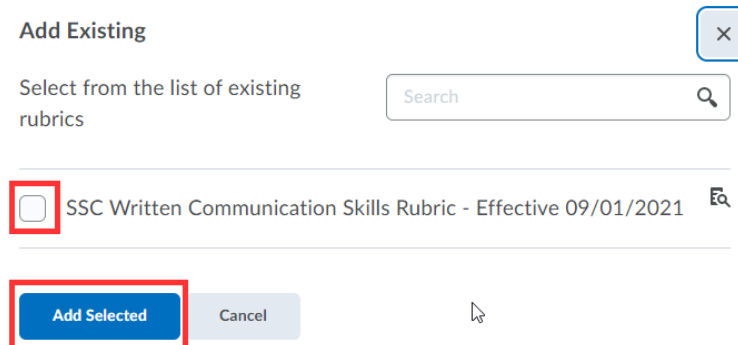 Add Existing
Select from the list of existing
rubrics
Search
SSC Written Communication Skills Rubric - Effective 09/01/2021
Add Selected
Cancel